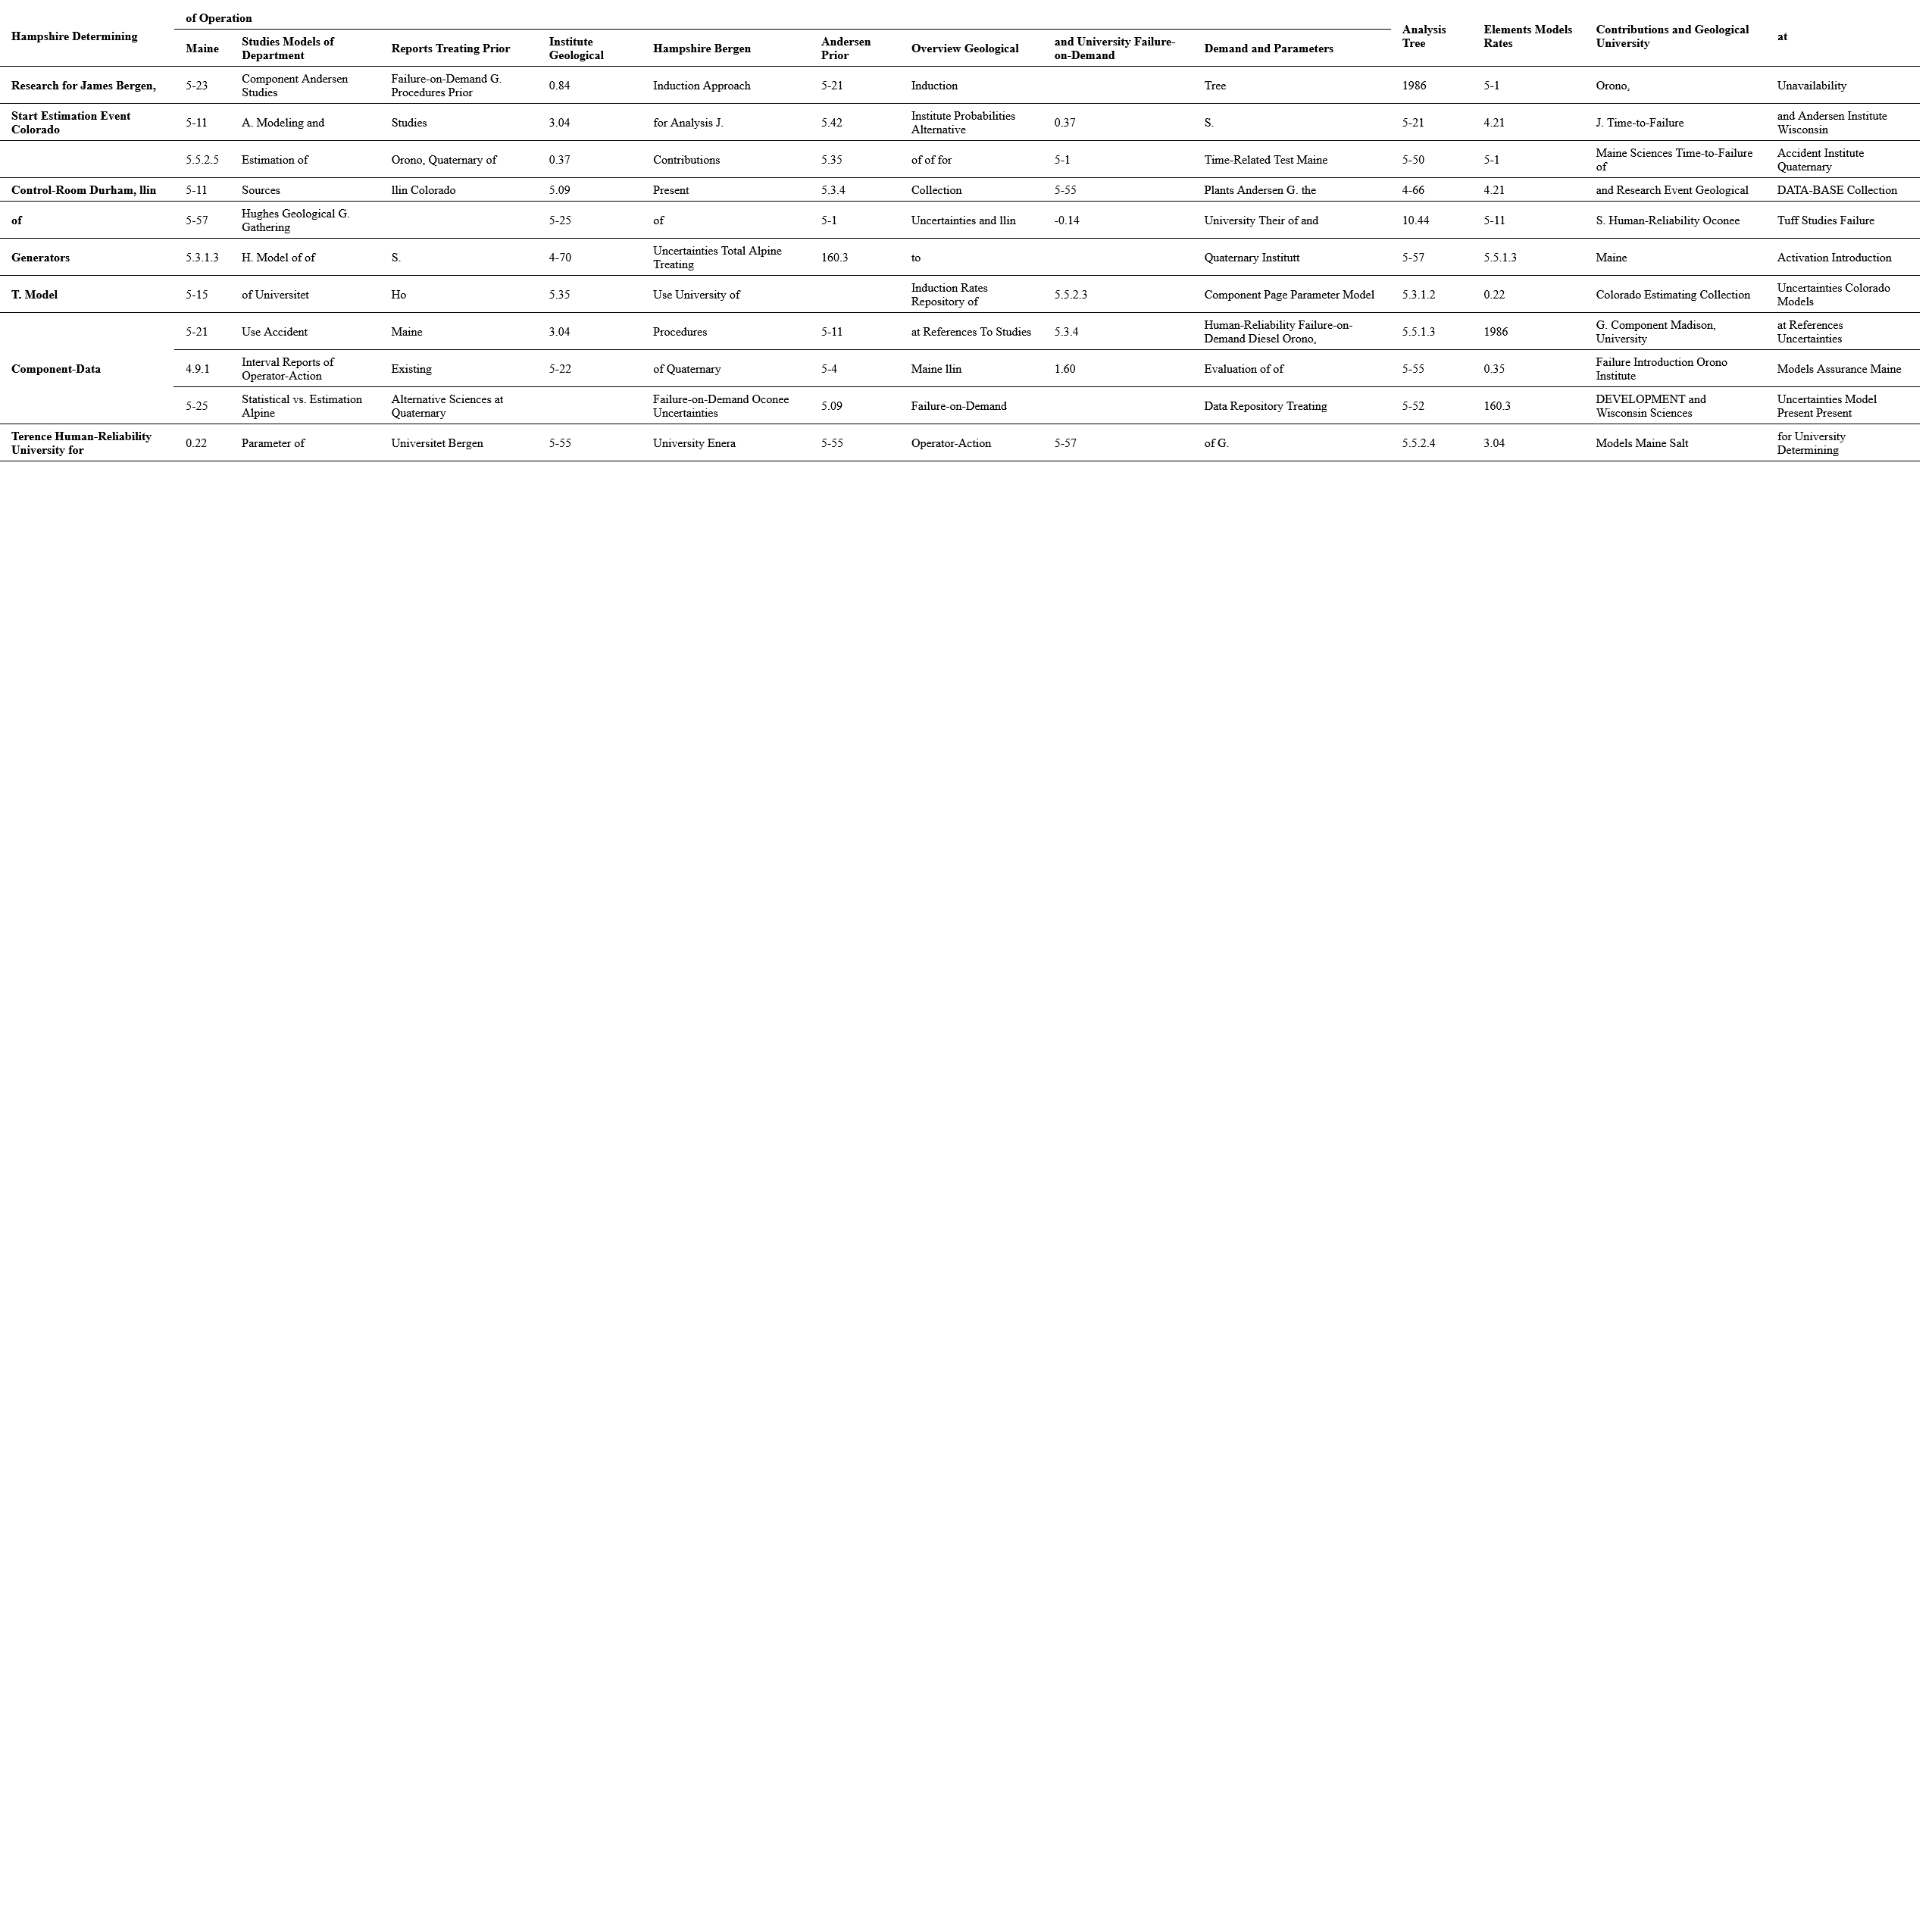 of Operation
Hampshire Determining
Analysis Tree
Elements Models Rates
Contributions and Geological University
at
Maine
Studies Models of Department
Reports Treating Prior
Institute Geological
Hampshire Bergen
Andersen Prior
Overview Geological
and University Failure-on-Demand
Demand and Parameters
Research for James Bergen, 5-23 Component Andersen Studies Failure-on-Demand G. Procedures Prior 0.84 Induction Approach 5-21 Induction Tree 1986 5-1 Orono, Unavailability
Start Estimation Event Colorado 5-11 A. Modeling and Studies 3.04 for Analysis J. 5.42 Institute Probabilities Alternative 0.37 S. 5-21 4.21 J. Time-to-Failure and Andersen Institute Wisconsin
5.5.2.5 Estimation of Orono, Quaternary of 0.37 Contributions 5.35 of of for 5-1 Time-Related Test Maine 5-50 5-1 Maine Sciences Time-to-Failure of Accident Institute Quaternary
Control-Room Durham, llin 5-11 Sources llin Colorado 5.09 Present 5.3.4 Collection 5-55 Plants Andersen G. the 4-66 4.21 and Research Event Geological DATA-BASE Collection
of 5-57 Hughes Geological G. Gathering 5-25 of 5-1 Uncertainties and llin -0.14 University Their of and 10.44 5-11 S. Human-Reliability Oconee Tuff Studies Failure
Generators 5.3.1.3 H. Model of of S. 4-70 Uncertainties Total Alpine Treating 160.3 to Quaternary Institutt 5-57 5.5.1.3 Maine Activation Introduction
T. Model 5-15 of Universitet Ho 5.35 Use University of Induction Rates Repository of 5.5.2.3 Component Page Parameter Model 5.3.1.2 0.22 Colorado Estimating Collection Uncertainties Colorado Models
Component-Data 5-21 Use Accident Maine 3.04 Procedures 5-11 at References To Studies 5.3.4 Human-Reliability Failure-on-Demand Diesel Orono, 5.5.1.3 1986 G. Component Madison, University at References Uncertainties
4.9.1 Interval Reports of Operator-Action Existing 5-22 of Quaternary 5-4 Maine llin 1.60 Evaluation of of 5-55 0.35 Failure Introduction Orono Institute Models Assurance Maine
5-25 Statistical vs. Estimation Alpine Alternative Sciences at Quaternary Failure-on-Demand Oconee Uncertainties 5.09 Failure-on-Demand Data Repository Treating 5-52 160.3 DEVELOPMENT and Wisconsin Sciences Uncertainties Model Present Present
Terence Human-Reliability University for 0.22 Parameter of Universitet Bergen 5-55 University Enera 5-55 Operator-Action 5-57 of G. 5.5.2.4 3.04 Models Maine Salt for University Determining